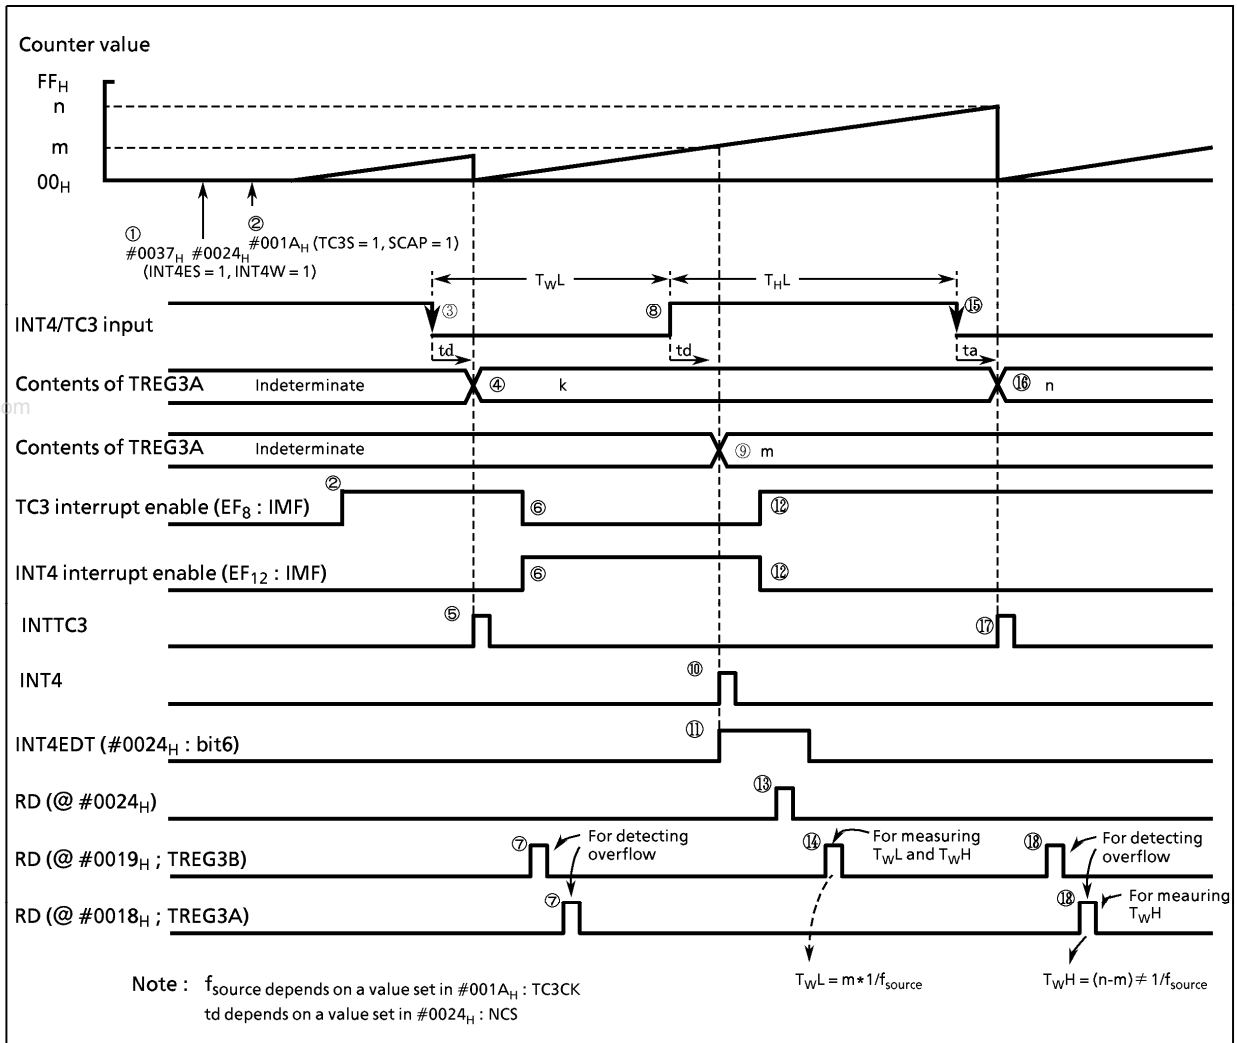 Counter value
FFH
n
m
00H
①
②
#0037H #0024H #001AH (TC3S = 1, SCAP = 1)
(INT4ES = 1, INT4W = 1)
TWL
THL
③
⑧
⑮
INT4/TC3 input
td
td
ta
Contents of TREG3A
Indeterminate
④
k
⑯
n
om
Contents of TREG3A
Indeterminate
⑨
m
②
TC3 interrupt enable (EF8 : IMF)
⑥
⑫
INT4 interrupt enable (EF12 : IMF)
⑥
⑫
⑤
INTTC3
⑰
INT4
⑩
⑪
INT4EDT (#0024H : bit6)
⑬
RD (@ #0024H)
⑦
For detecting
overflow
⑭
For measuring
TWL and TWH
⑱
For detecting
overflow
RD (@ #0019H ; TREG3B)
⑦
⑱
For meauring
TWH
RD (@ #0018H ; TREG3A)
TWL = m*1/fsource
TWH = (n-m) ≠ 1/fsource
Note : fsource depends on a value set in #001AH : TC3CK
td depends on a value set in #0024H : NCS